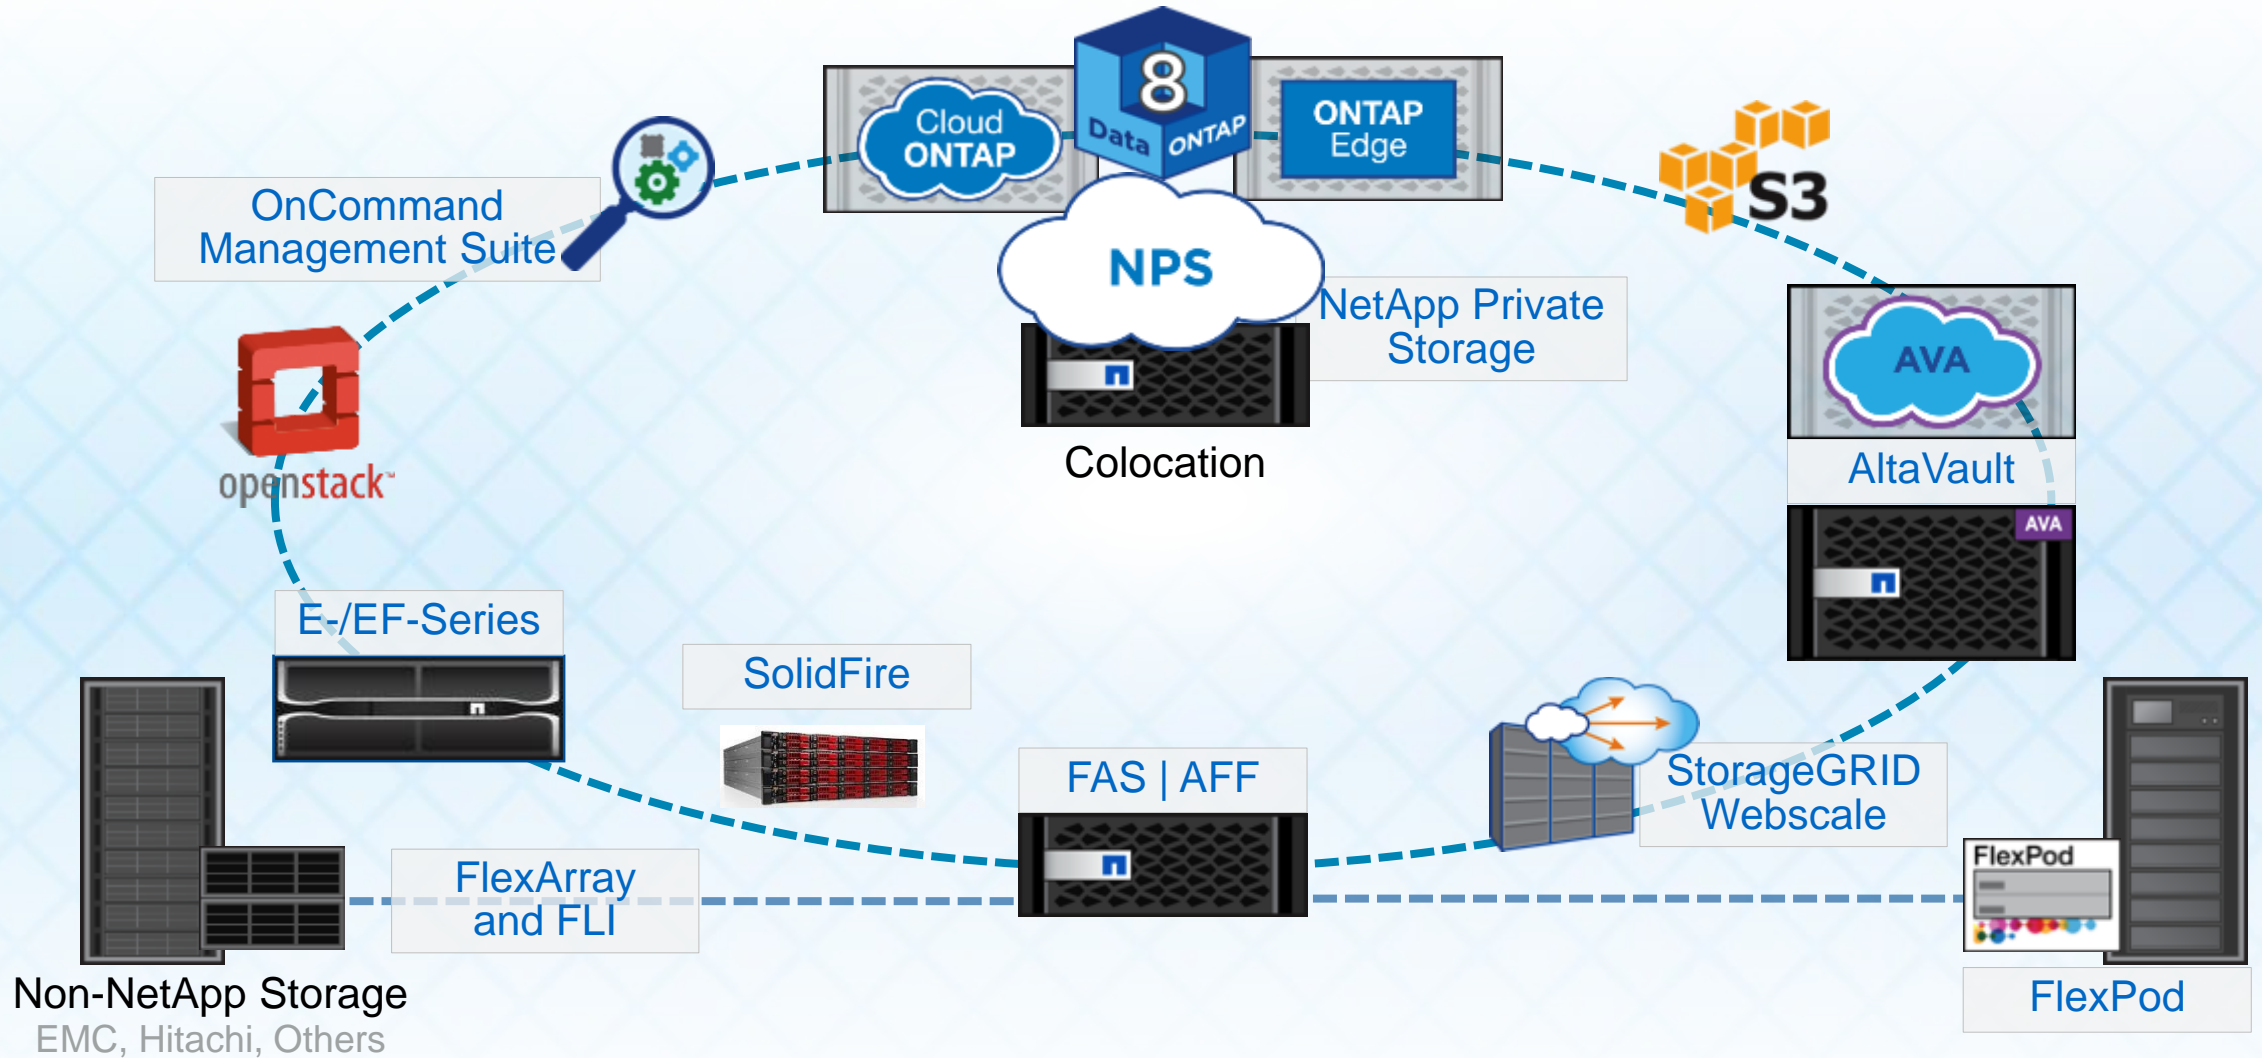 8
Data ONTAP
Cloud
ONTAP
ONTAP
Edge
S3
OnCommand
Management Suite
NPS
NetApp Private
Storage
Colocation
openstack™
AVA
AltaVault
AVA
E-/EF-Series
SolidFire
FAS | AFF
StorageGRID
Webscale
FlexArray
and FLI
FlexPod
FlexPod
Non-NetApp Storage
EMC, Hitachi, Others